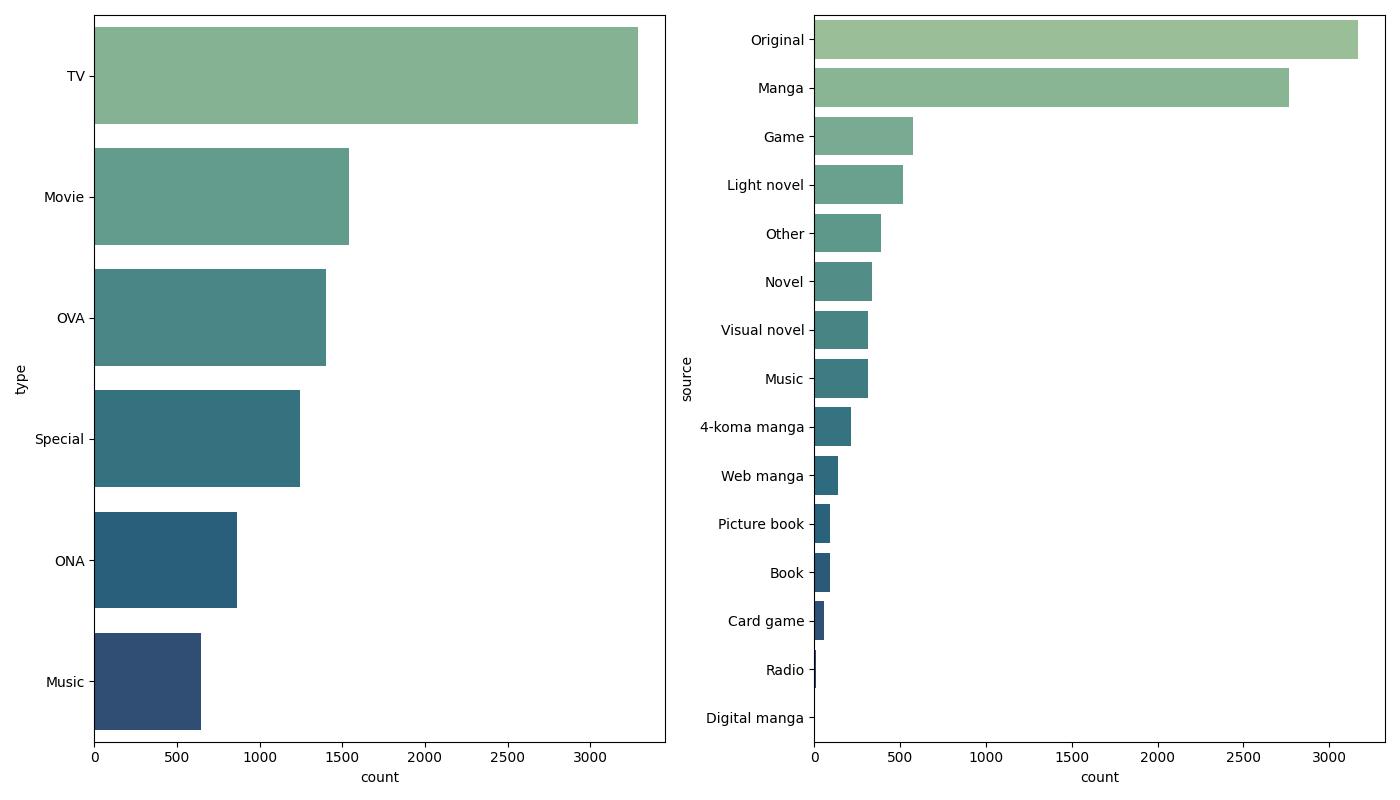 type
TV
Movie
OVA
Special
ONA
Music
0 500 1000 1500 2000 2500 3000
count
source
Original
Manga
Game
Light novel
Other
Novel
Visual novel
Music
4-koma manga
Web manga
Picture book
Book
Card game
Radio
Digital manga
0 500 1000 1500 2000 2500 3000
count